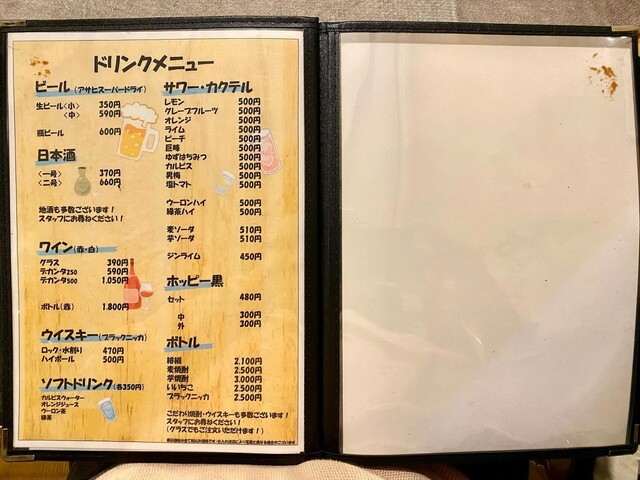 ドリンクメニュー
ビール(アサヒスーパードライ)
生ビール〈小〉 350円
〈中〉 590円
瓶ビール 600円
日本酒
〈一号〉 370円
〈二号〉 660円
地酒も多数ございます!
スタッフにお尋ねください!
ワイン(赤・白)
グラス 390円
デカンタ250 590円
デカンタ500 1.050円
ボトル(赤) 1.800円
ウイスキー(ブラックニッカ)
ロック・水割り 470円
ハイボール 500円
ソフトドリンク(各350円)
カルピスウォーター
オレンジジュース
ウーロン茶
緑茶
サワー・カクテル
レモン 500円
グレープフルーツ 500円
オレンジ 500円
ライム 500円
ピーチ 500円
巨峰 500円
ゆずはちみつ 500円
カルピス 500円
男梅 500円
塩トマト 500円
ウーロンハイ 500円
緑茶ハイ 500円
麦ソーダ 510円
芋ソーダ 510円
ジンライム 450円
ホッピー黒
セット 480円
中 300円
外 300円
ボトル
2.100円
麦焼酎 2.500円
芋焼酎 3.000円
いいちこ 2.500円
ブラックニッカ 2.500円
こだわり焼酎・ウイスキーも多数ございます!
スタッフにお尋ねください!
(グラスでもご注文いただけます!)